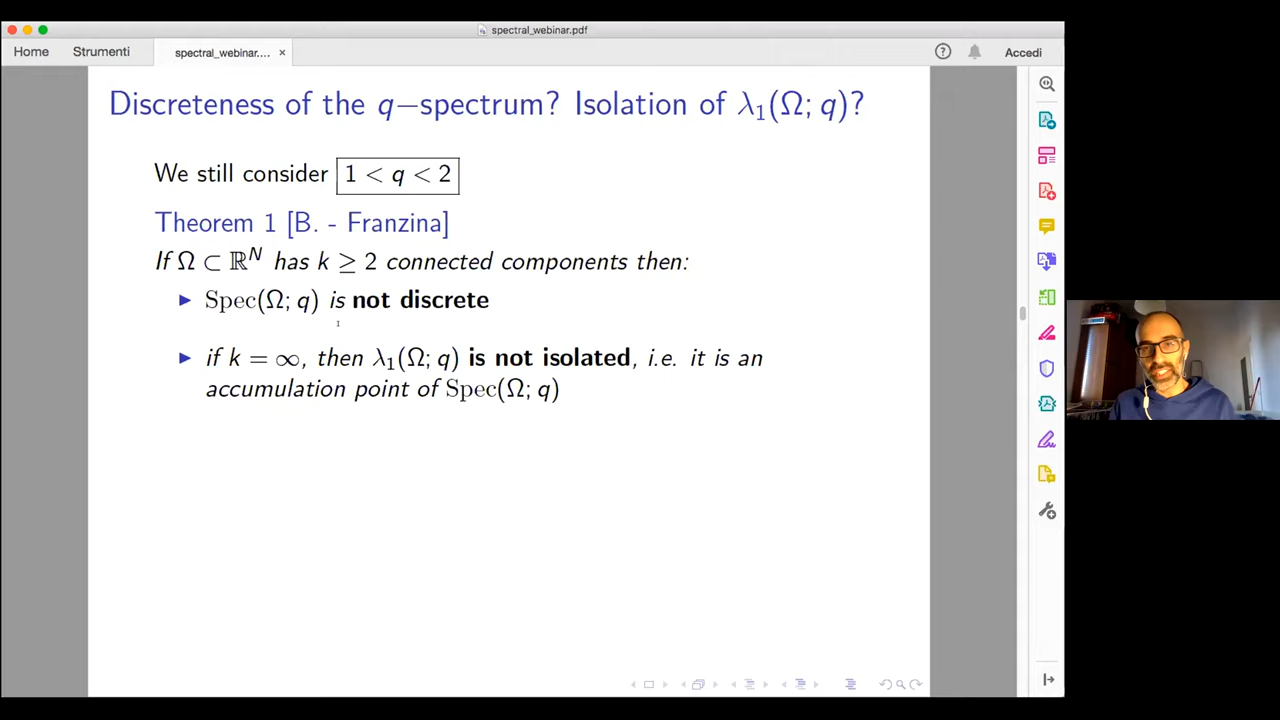 spectral_webinar.pdf
Home Strumenti spectral_webinar.... × Accedi
Discreteness of the q−spectrum? Isolation of λ₁(Ω; q)?
We still consider 1 < q < 2
Theorem 1 [B. - Franzina]
If Ω ⊂ ℝᴺ has k ≥ 2 connected components then:
▶ Spec(Ω; q) is not discrete
▶ if k = ∞, then λ₁(Ω; q) is not isolated, i.e. it is an
accumulation point of Spec(Ω; q)